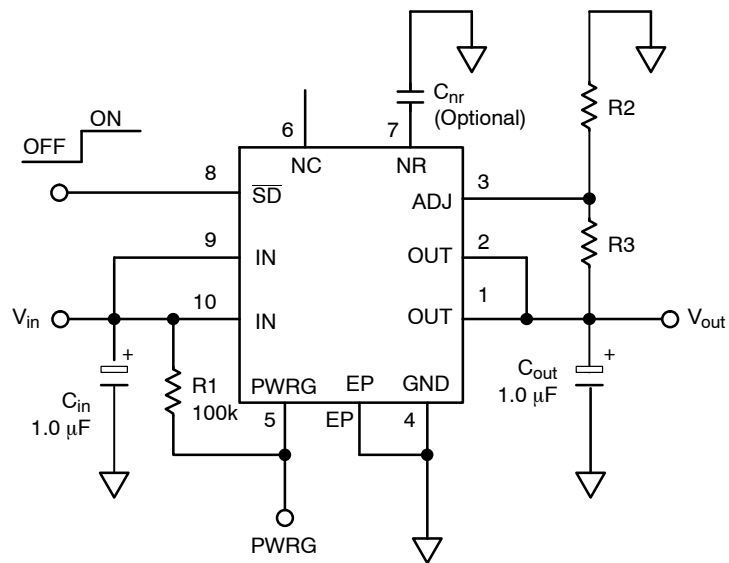 C<sub>nr</sub>
(Optional)
R2
ON
OFF
6
7
NC
NR
8
SD
3
ADJ
R3
9
IN
2
OUT
V<sub>in</sub>
10
IN
1
OUT
V<sub>out</sub>
+
C<sub>in</sub>
1.0 µF
R1
100k
PWRG
EP
GND
5
EP
4
+
C<sub>out</sub>
1.0 µF
PWRG